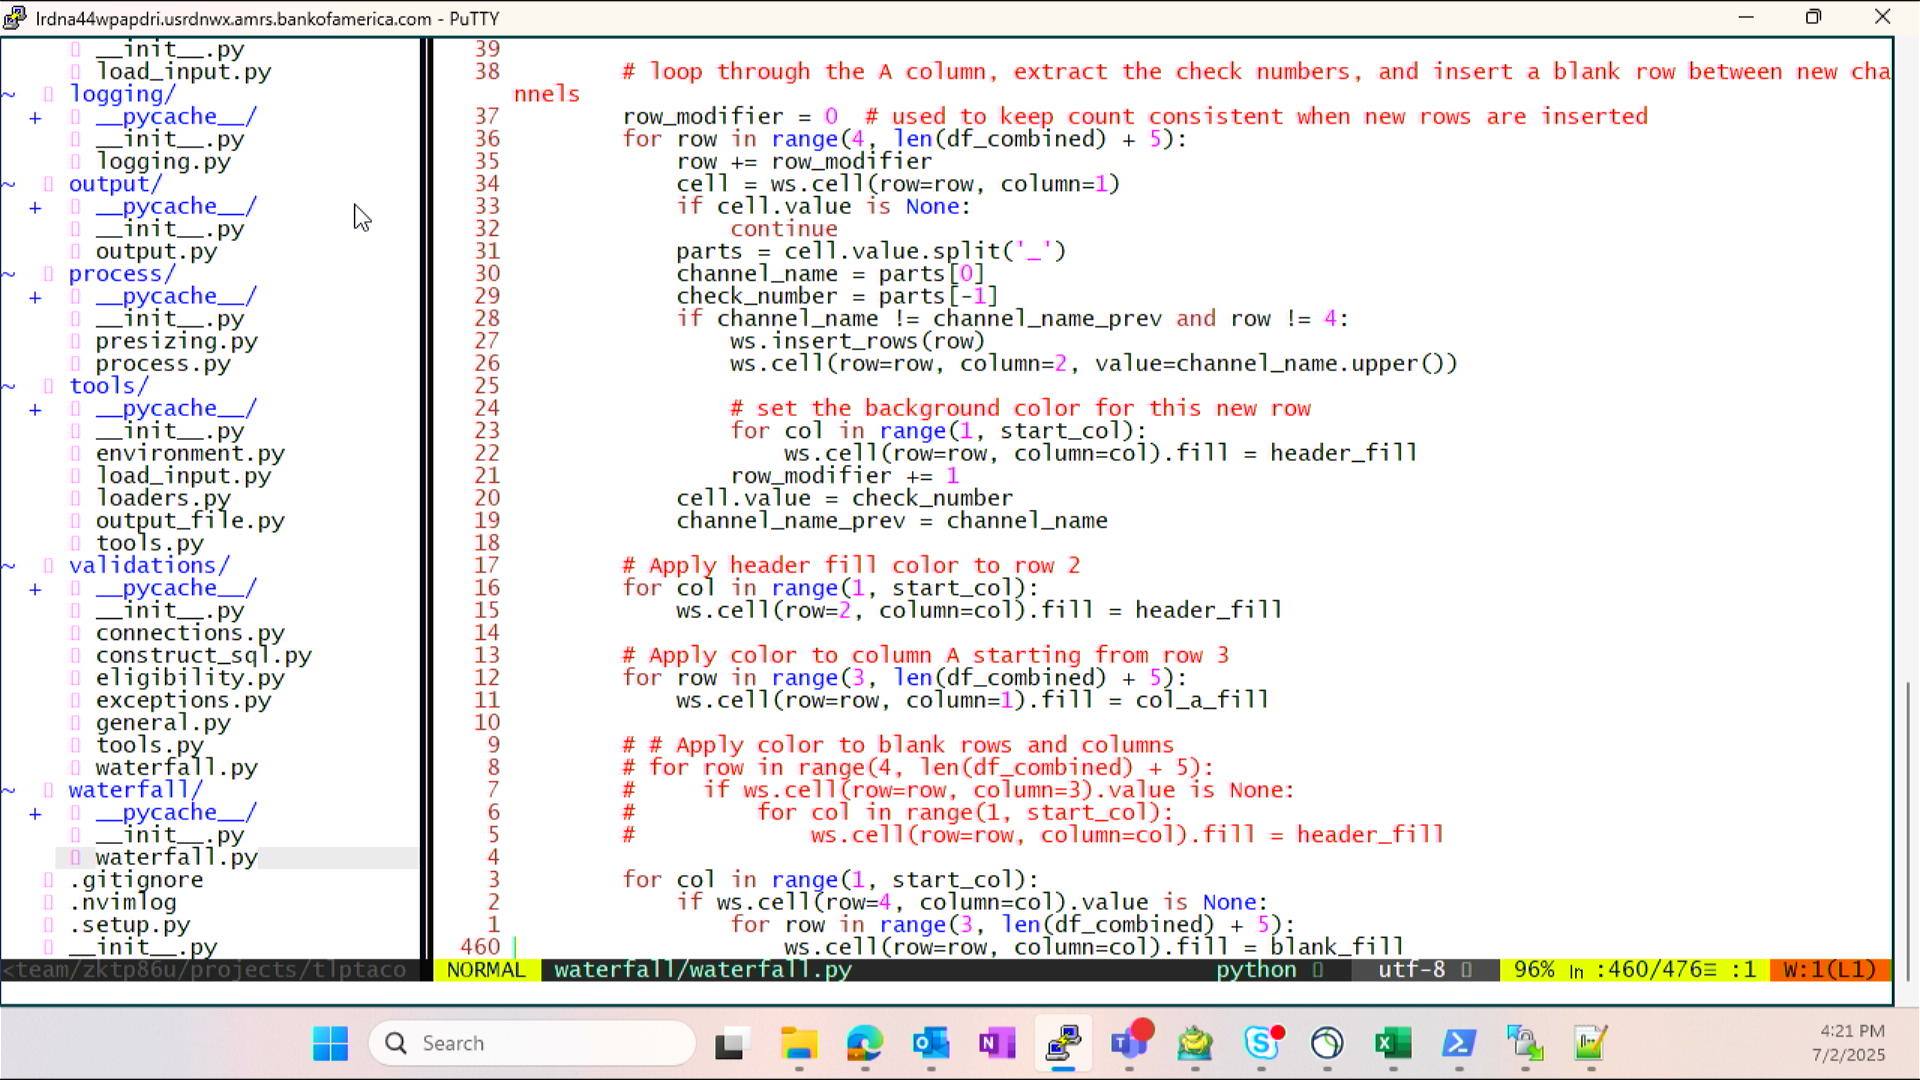 lrdna44wpapdri.usrdnwx.amrs.bankofamerica.com - PuTTY
__init__.py
load_input.py
~ logging/
+ __pycache__/
__init__.py
logging.py
~ output/
+ __pycache__/
__init__.py
output.py
~ process/
+ __pycache__/
__init__.py
presizing.py
process.py
~ tools/
+ __pycache__/
__init__.py
environment.py
load_input.py
loaders.py
output_file.py
tools.py
~ validations/
+ __pycache__/
__init__.py
connections.py
construct_sql.py
eligibility.py
exceptions.py
general.py
tools.py
waterfall.py
~ waterfall/
+ __pycache__/
__init__.py
waterfall.py
.gitignore
.nvimlog
.setup.py
__init__.py
<team/zktp86u/projects/tlptaco
39
38         # loop through the A column, extract the check numbers, and insert a blank row between new cha
nnels
37         row_modifier = 0  # used to keep count consistent when new rows are inserted
36         for row in range(4, len(df_combined) + 5):
35             row += row_modifier
34             cell = ws.cell(row=row, column=1)
33             if cell.value is None:
32                 continue
31             parts = cell.value.split('_')
30             channel_name = parts[0]
29             check_number = parts[-1]
28             if channel_name != channel_name_prev and row != 4:
27                 ws.insert_rows(row)
26                 ws.cell(row=row, column=2, value=channel_name.upper())
25
24                 # set the background color for this new row
23                 for col in range(1, start_col):
22                     ws.cell(row=row, column=col).fill = header_fill
21                 row_modifier += 1
20             cell.value = check_number
19             channel_name_prev = channel_name
18
17         # Apply header fill color to row 2
16         for col in range(1, start_col):
15             ws.cell(row=2, column=col).fill = header_fill
14
13         # Apply color to column A starting from row 3
12         for row in range(3, len(df_combined) + 5):
11             ws.cell(row=row, column=1).fill = col_a_fill
10
9         # # Apply color to blank rows and columns
8         # for row in range(4, len(df_combined) + 5):
7         #     if ws.cell(row=row, column=3).value is None:
6         #         for col in range(1, start_col):
5         #             ws.cell(row=row, column=col).fill = header_fill
4
3         for col in range(1, start_col):
2             if ws.cell(row=4, column=col).value is None:
1                 for row in range(3, len(df_combined) + 5):
460                     ws.cell(row=row, column=col).fill = blank_fill
NORMAL waterfall/waterfall.py python utf-8 96% ln :460/476≡ :1 W:1(L1)
Search
4:21 PM
7/2/2025